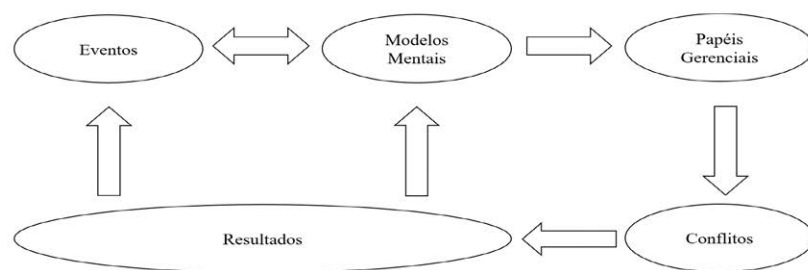 Eventos
Modelos
Mentais
Papéis
Gerenciais
Resultados
Conflitos